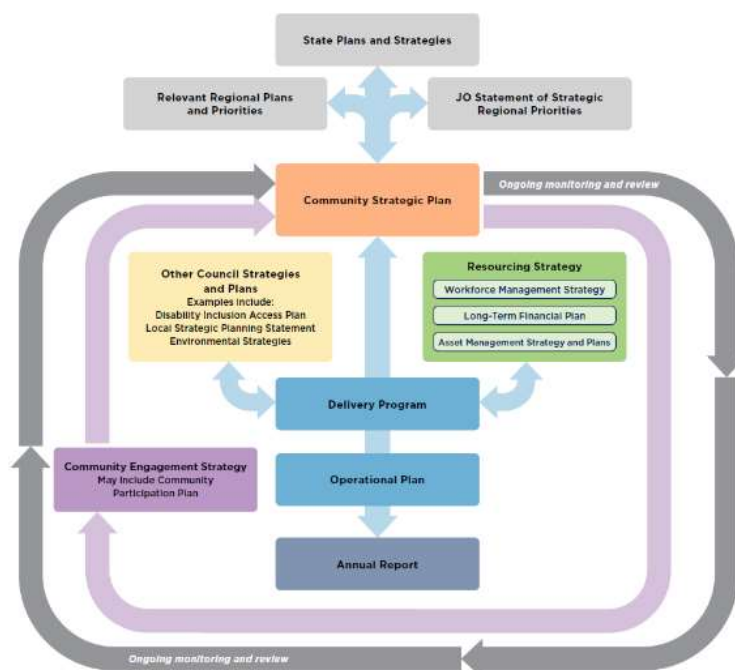 State Plans and Strategies
Relevant Regional Plans
and Priorities
JO Statement of Strategic
Regional Priorities
Community Strategic Plan
Ongoing monitoring and review
Other Council Strategies
and Plans
Examples Include:
Disability Inclusion Access Plan
Local Strategic Planning Statement
Environmental Strategies
Resourcing Strategy
Workforce Management Strategy
Long-Term Financial Plan
Asset Management Strategy and Plans
Delivery Program
Community Engagement Strategy
May Include Community
Participation Plan
Operational Plan
Annual Report
Ongoing monitoring and review